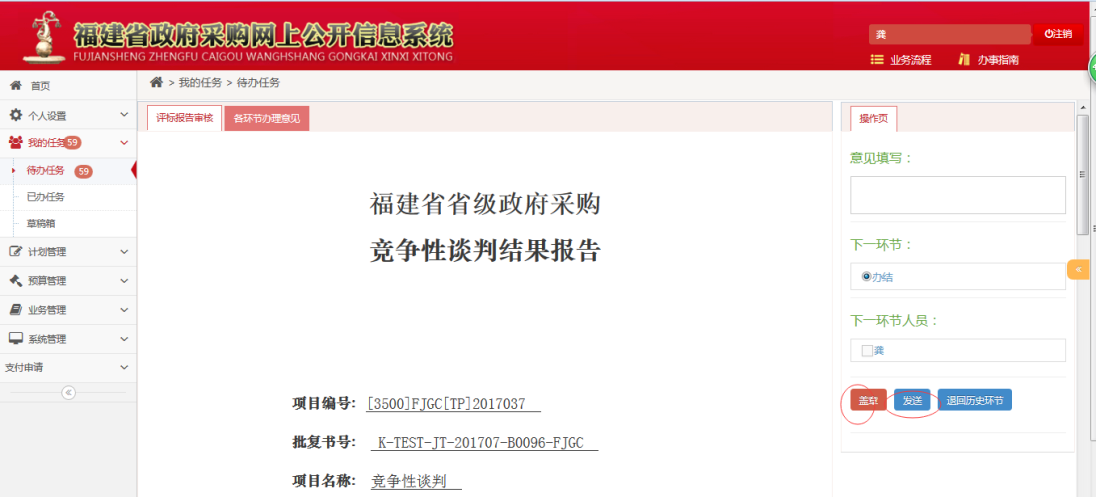 福建省政府采购网上公开信息系统
FUJIANSHENG ZHENGFU CAIGOU WANGHSHANG GONGKAI XINXI XITONG
龚
注销
业务流程
办事指南
首页
个人设置
我的任务 59
待办任务 59
已办任务
草稿箱
计划管理
预算管理
业务管理
系统管理
支付申请
> 我的任务 > 待办任务
评标报告审核 各环节办理意见
福建省省级政府采购
竞争性谈判结果报告
项目编号: [3500]FJGC[TP]2017037
批复书号: K-TEST-JT-201707-B0096-FJGC
项目名称: 竞争性谈判
操作页
意见填写：
下一环节：
办结
下一环节人员：
龚
盖章 发送 退回历史环节